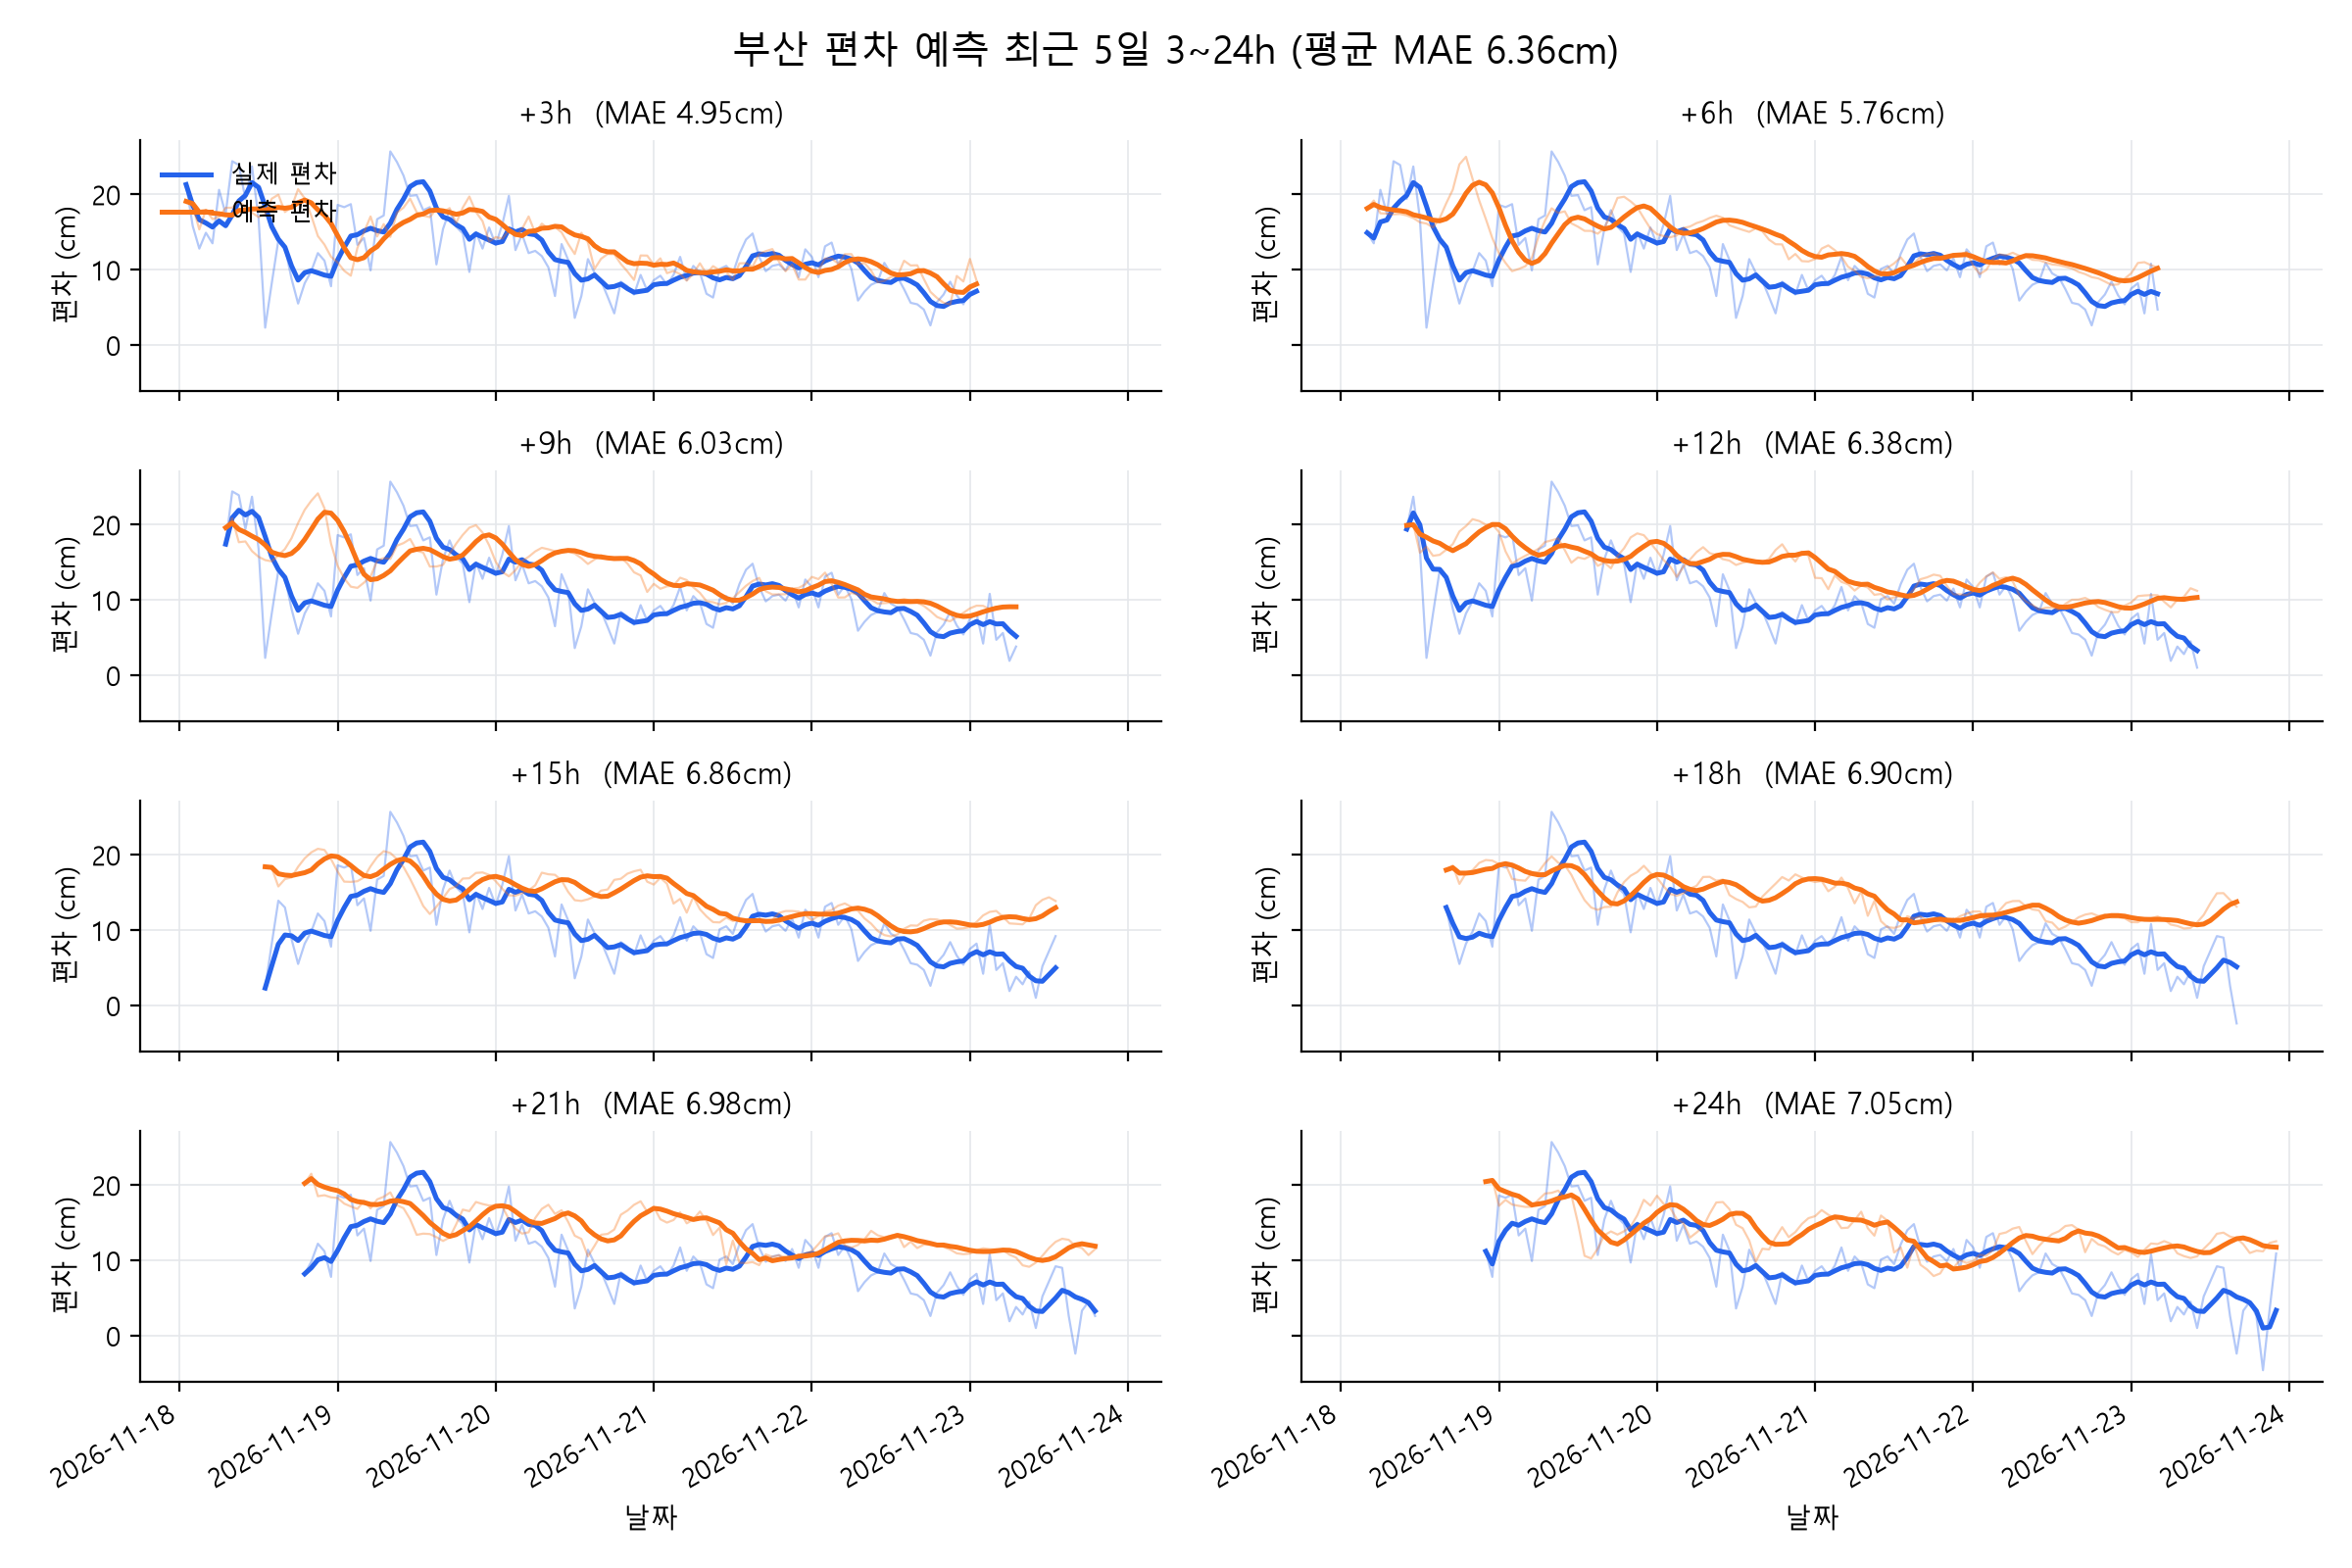 부산 편차 예측 최근 5일 3~24h (평균 MAE 6.36cm)
+3h (MAE 4.95cm)
편차 (cm)
20
10
0
실제 편차
예측 편차
+6h (MAE 5.76cm)
편차 (cm)
+9h (MAE 6.03cm)
편차 (cm)
20
10
0
+12h (MAE 6.38cm)
편차 (cm)
+15h (MAE 6.86cm)
편차 (cm)
20
10
0
+18h (MAE 6.90cm)
편차 (cm)
+21h (MAE 6.98cm)
편차 (cm)
20
10
0
2026-11-18
2026-11-19
2026-11-20
2026-11-21
2026-11-22
2026-11-23
2026-11-24
날짜
+24h (MAE 7.05cm)
편차 (cm)
2026-11-18
2026-11-19
2026-11-20
2026-11-21
2026-11-22
2026-11-23
2026-11-24
날짜